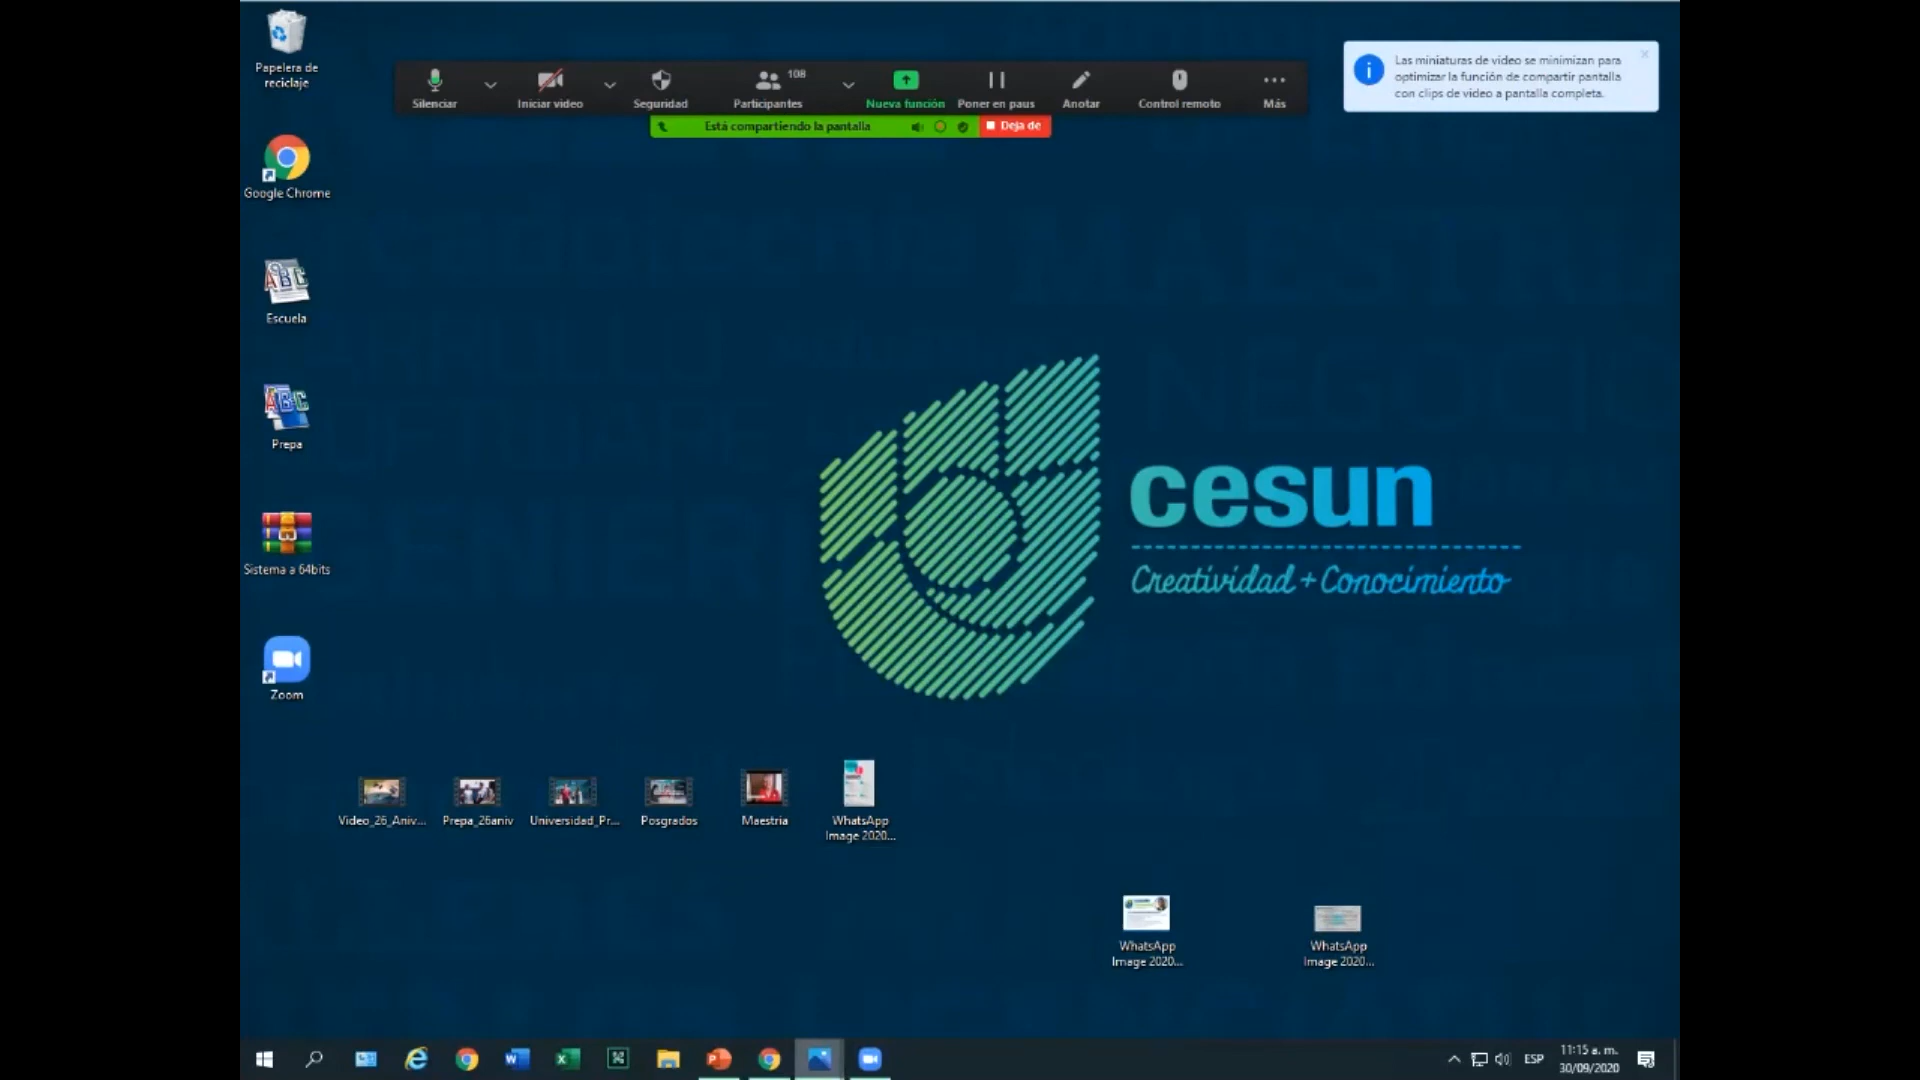 Papelera de
reciclaje
Silenciar
Iniciar video
Seguridad
108
Participantes
Nueva función
Poner en paus
Anotar
Control remoto
Más
Está compartiendo la pantalla
Deja de
Las miniaturas de video se minimizan para
optimizar la función de compartir pantalla
con clips de video a pantalla completa.
Google Chrome
Escuela
Prepa
Sistema a 64bits
Zoom
cesun
Creatividad + Conocimiento
Video_26_Aniv...
Prepa_26aniv
Universidad_Pr...
Posgrados
Maestria
WhatsApp
Image 2020...
WhatsApp
Image 2020...
WhatsApp
Image 2020...
ESP
11:15 a. m.
30/09/2020